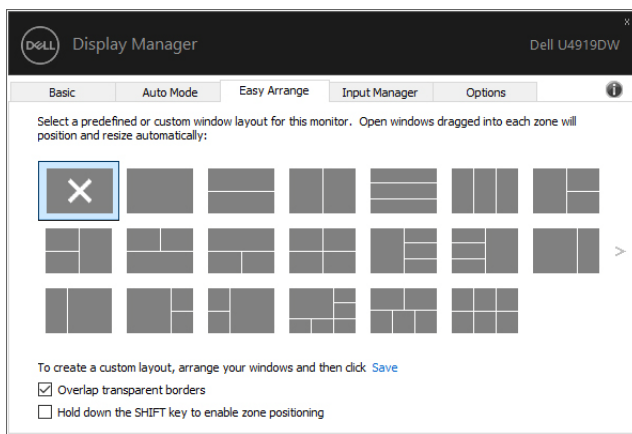 x
DELL Display Manager Dell U4919DW
Basic Auto Mode Easy Arrange Input Manager Options i
Select a predefined or custom window layout for this monitor. Open windows dragged into each zone will
position and resize automatically:
To create a custom layout, arrange your windows and then click Save
Overlap transparent borders
Hold down the SHIFT key to enable zone positioning